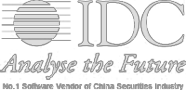 IDC
Analyse the Future
No.1 Software Vendor of China Securities Industry